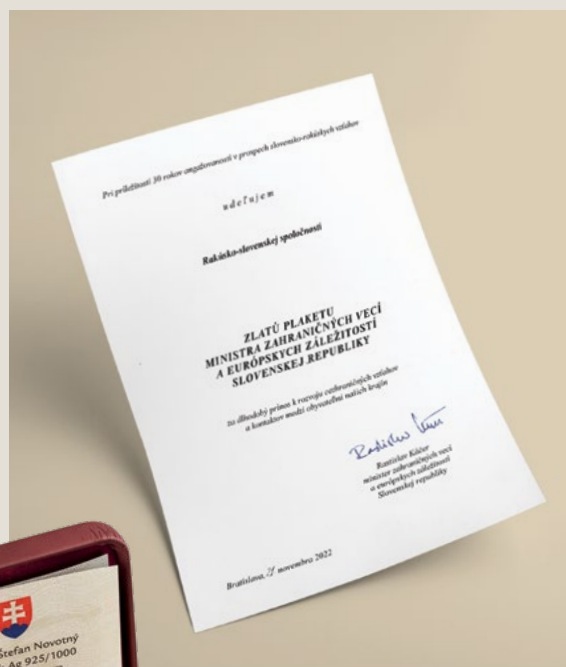 Pri príležitosti 30 rokov angažovanosti v prospech slovensko-rakúskych vzťahov
udeľujem
Rakúsko-slovenskej spoločnosti
ZLATÚ PLAKETU
MINISTRA ZAHRANIČNÝCH VECÍ
A EURÓPSKYCH ZÁLEŽITOSTÍ
SLOVENSKEJ REPUBLIKY
za dlhodobý prínos k rozvoju cezhraničných vzťahov
a kontaktov medzi obyvateľmi našich krajín
Rastislav Káčer
minister zahraničných vecí
a európskych záležitostí
Slovenskej republiky
Bratislava, novembra 2022
Štefan Novotný
Ag 925/1000